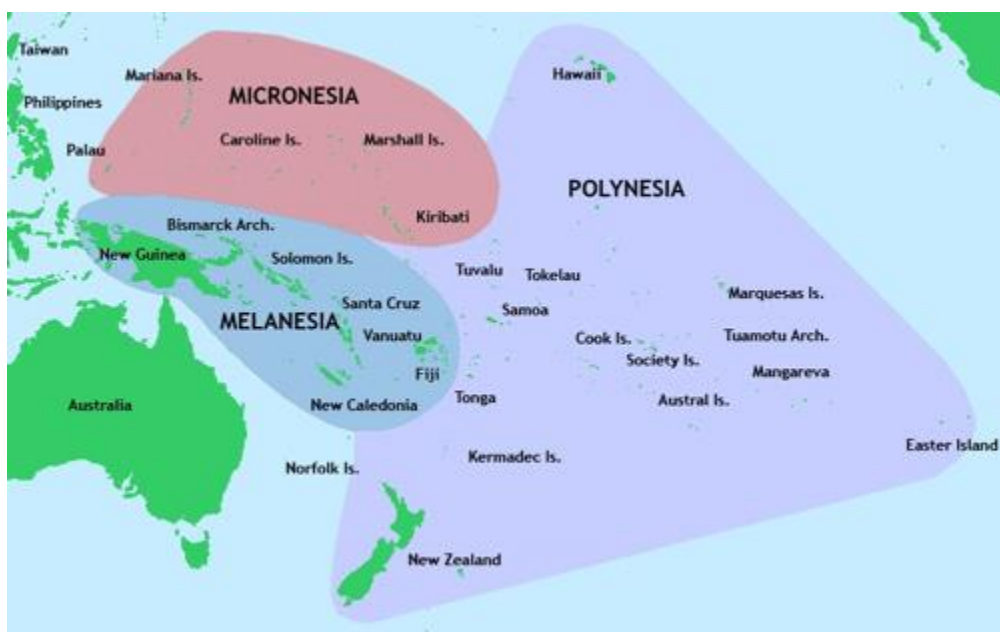 Taiwan
Hawaii
Mariana Is.
MICRONESIA
Philippines
Caroline Is.
Marshall Is.
Palau
POLYNESIA
Kiribati
Bismarck Arch.
New Guinea
Solomon Is.
Tuvalu
Tokelau
Marquesas Is.
Santa Cruz
Samoa
MELANESIA
Vanuatu
Cook Is.
Tuamotu Arch.
Society Is.
Fiji
Mangareva
Tonga
Austral Is.
Australia
New Caledonia
Easter Island
Kermadec Is.
Norfolk Is.
New Zealand